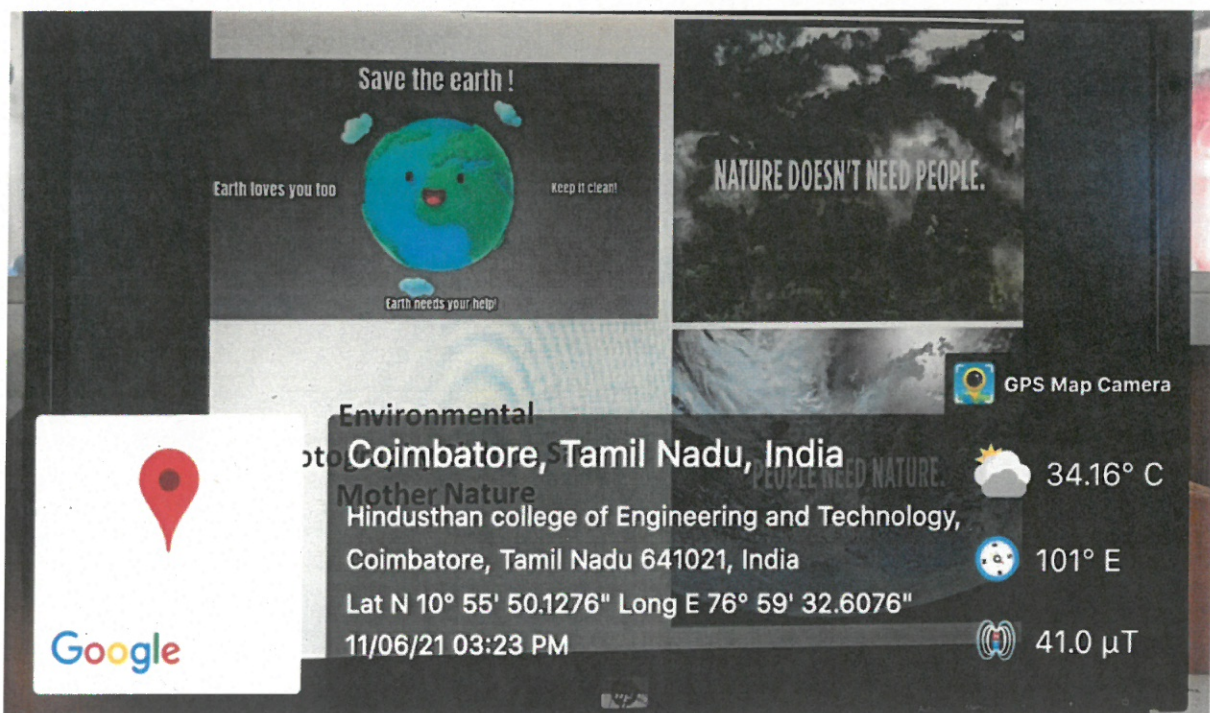 Save the earth !
Earth loves you too
Keep it clean!
Earth needs your help!
NATURE DOESN'T NEED PEOPLE.
PEOPLE NEED NATURE.
Environmental
Mother Nature
GPS Map Camera
Coimbatore, Tamil Nadu, India
Hindusthan college of Engineering and Technology,
Coimbatore, Tamil Nadu 641021, India
Lat N 10° 55' 50.1276" Long E 76° 59' 32.6076"
11/06/21 03:23 PM
Google
34.16° C
101° E
41.0 µT
hp